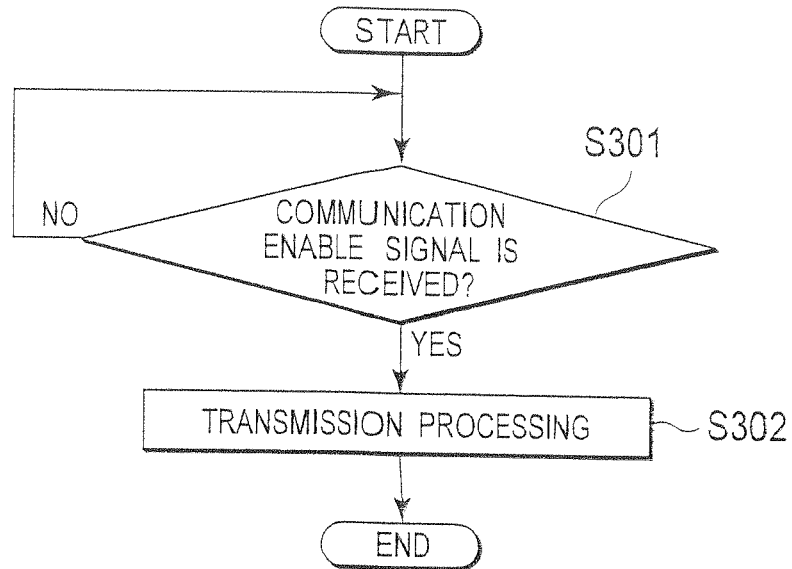 START
S301
NO
COMMUNICATION
ENABLE SIGNAL IS
RECEIVED?
YES
TRANSMISSION PROCESSING
S302
END